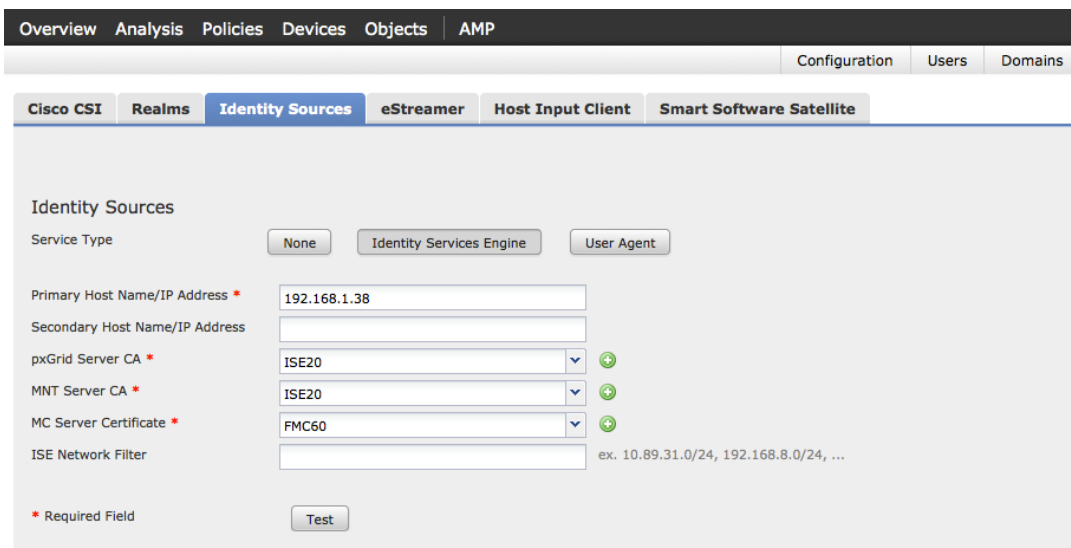 Overview Analysis Policies Devices Objects AMP
Configuration Users Domains
Cisco CSI Realms Identity Sources eStreamer Host Input Client Smart Software Satellite
Identity Sources
Service Type None Identity Services Engine User Agent
Primary Host Name/IP Address * 192.168.1.38
Secondary Host Name/IP Address
pxGrid Server CA * ISE20
MNT Server CA * ISE20
MC Server Certificate * FMC60
ISE Network Filter ex. 10.89.31.0/24, 192.168.8.0/24, ...
* Required Field Test